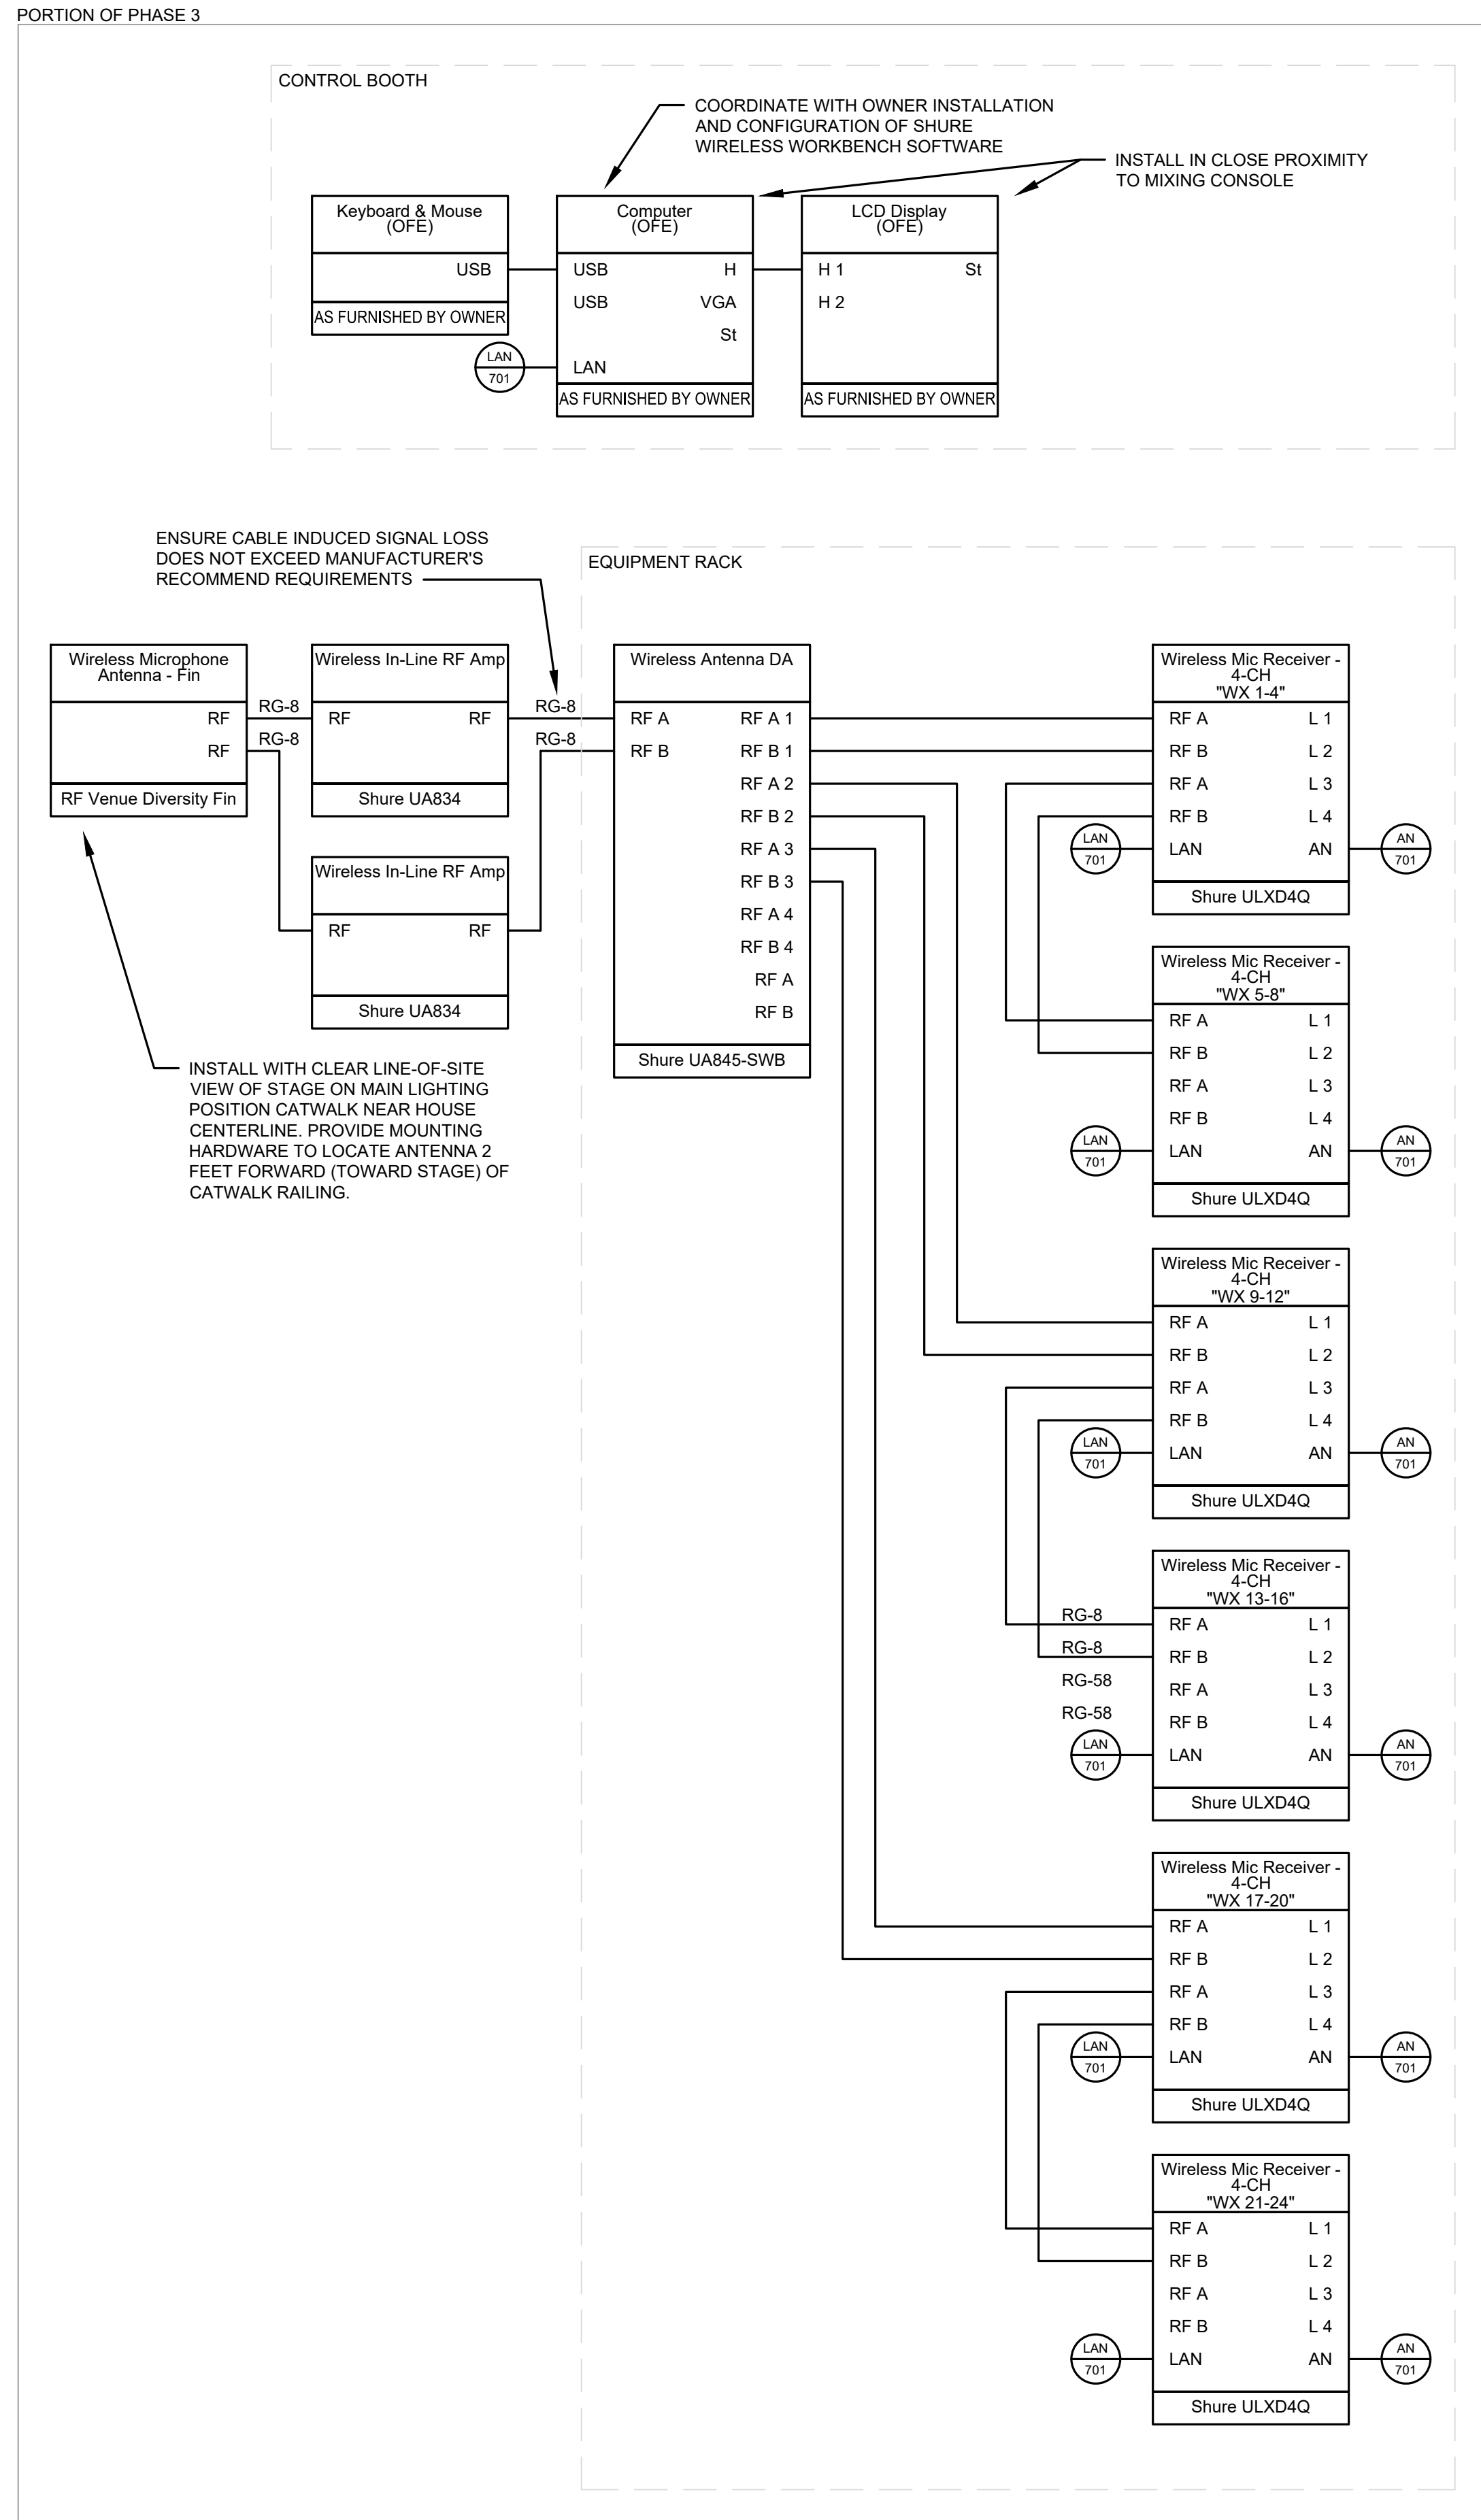 PORTION OF PHASE 3
CONTROL BOOTH
COORDINATE WITH OWNER INSTALLATION
AND CONFIGURATION OF SHURE
WIRELESS WORKBENCH SOFTWARE
INSTALL IN CLOSE PROXIMITY
TO MIXING CONSOLE
Keyboard & Mouse
(OFE)
USB
AS FURNISHED BY OWNER
Computer
(OFE)
USB H
USB VGA
St
LAN
AS FURNISHED BY OWNER
LAN
701
LCD Display
(OFE)
H 1 St
H 2
AS FURNISHED BY OWNER
ENSURE CABLE INDUCED SIGNAL LOSS
DOES NOT EXCEED MANUFACTURER'S
RECOMMEND REQUIREMENTS
EQUIPMENT RACK
Wireless Microphone
Antenna - Fin
RF
RF
RF Venue Diversity Fin
RG-8
RG-8
Wireless In-Line RF Amp
RF RF
Shure UA834
Wireless In-Line RF Amp
RF RF
Shure UA834
RG-8
RG-8
INSTALL WITH CLEAR LINE-OF-SITE
VIEW OF STAGE ON MAIN LIGHTING
POSITION CATWALK NEAR HOUSE
CENTERLINE. PROVIDE MOUNTING
HARDWARE TO LOCATE ANTENNA 2
FEET FORWARD (TOWARD STAGE) OF
CATWALK RAILING.
Wireless Antenna DA
RF A RF A 1
RF B RF B 1
RF A 2
RF B 2
RF A 3
RF B 3
RF A 4
RF B 4
RF A
RF B
Shure UA845-SWB
Wireless Mic Receiver -
4-CH
"WX 1-4"
RF A L 1
RF B L 2
RF A L 3
RF B L 4
LAN AN
Shure ULXD4Q
LAN
701
AN
701
Wireless Mic Receiver -
4-CH
"WX 5-8"
RF A L 1
RF B L 2
RF A L 3
RF B L 4
LAN AN
Shure ULXD4Q
LAN
701
AN
701
Wireless Mic Receiver -
4-CH
"WX 9-12"
RF A L 1
RF B L 2
RF A L 3
RF B L 4
LAN AN
Shure ULXD4Q
LAN
701
AN
701
Wireless Mic Receiver -
4-CH
"WX 13-16"
RG-8
RG-8
RG-58
RG-58
RF A L 1
RF B L 2
RF A L 3
RF B L 4
LAN AN
Shure ULXD4Q
LAN
701
AN
701
Wireless Mic Receiver -
4-CH
"WX 17-20"
RF A L 1
RF B L 2
RF A L 3
RF B L 4
LAN AN
Shure ULXD4Q
LAN
701
AN
701
Wireless Mic Receiver -
4-CH
"WX 21-24"
RF A L 1
RF B L 2
RF A L 3
RF B L 4
LAN AN
Shure ULXD4Q
LAN
701
AN
701